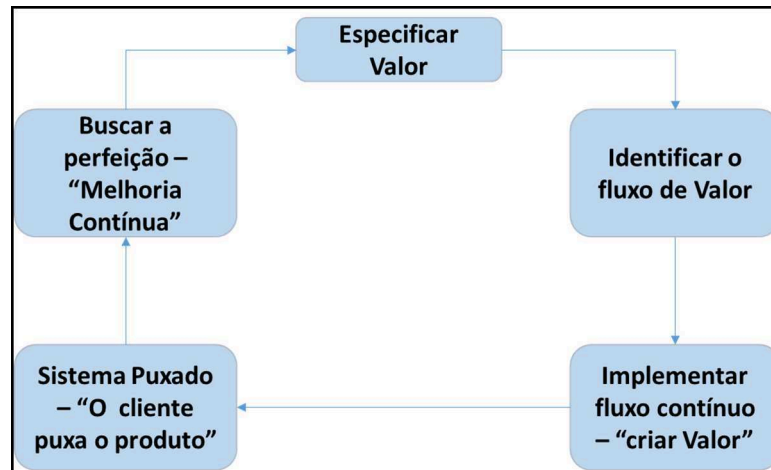 Especificar
Valor
Identificar o
fluxo de Valor
Implementar
fluxo contínuo
– “criar Valor”
Sistema Puxado
– “O cliente
puxa o produto”
Buscar a
perfeição –
“Melhoria
Contínua”